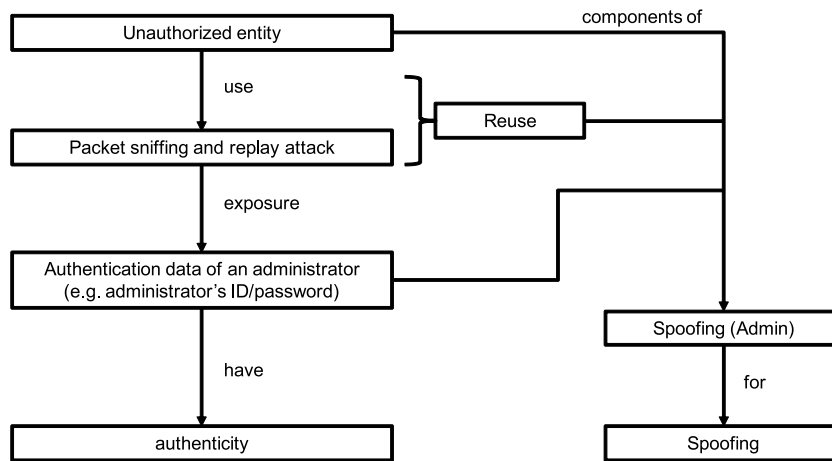 Unauthorized entity
components of
use
Reuse
Packet sniffing and replay attack
exposure
Authentication data of an administrator
(e.g. administrator's ID/password)
Spoofing (Admin)
have
for
authenticity
Spoofing